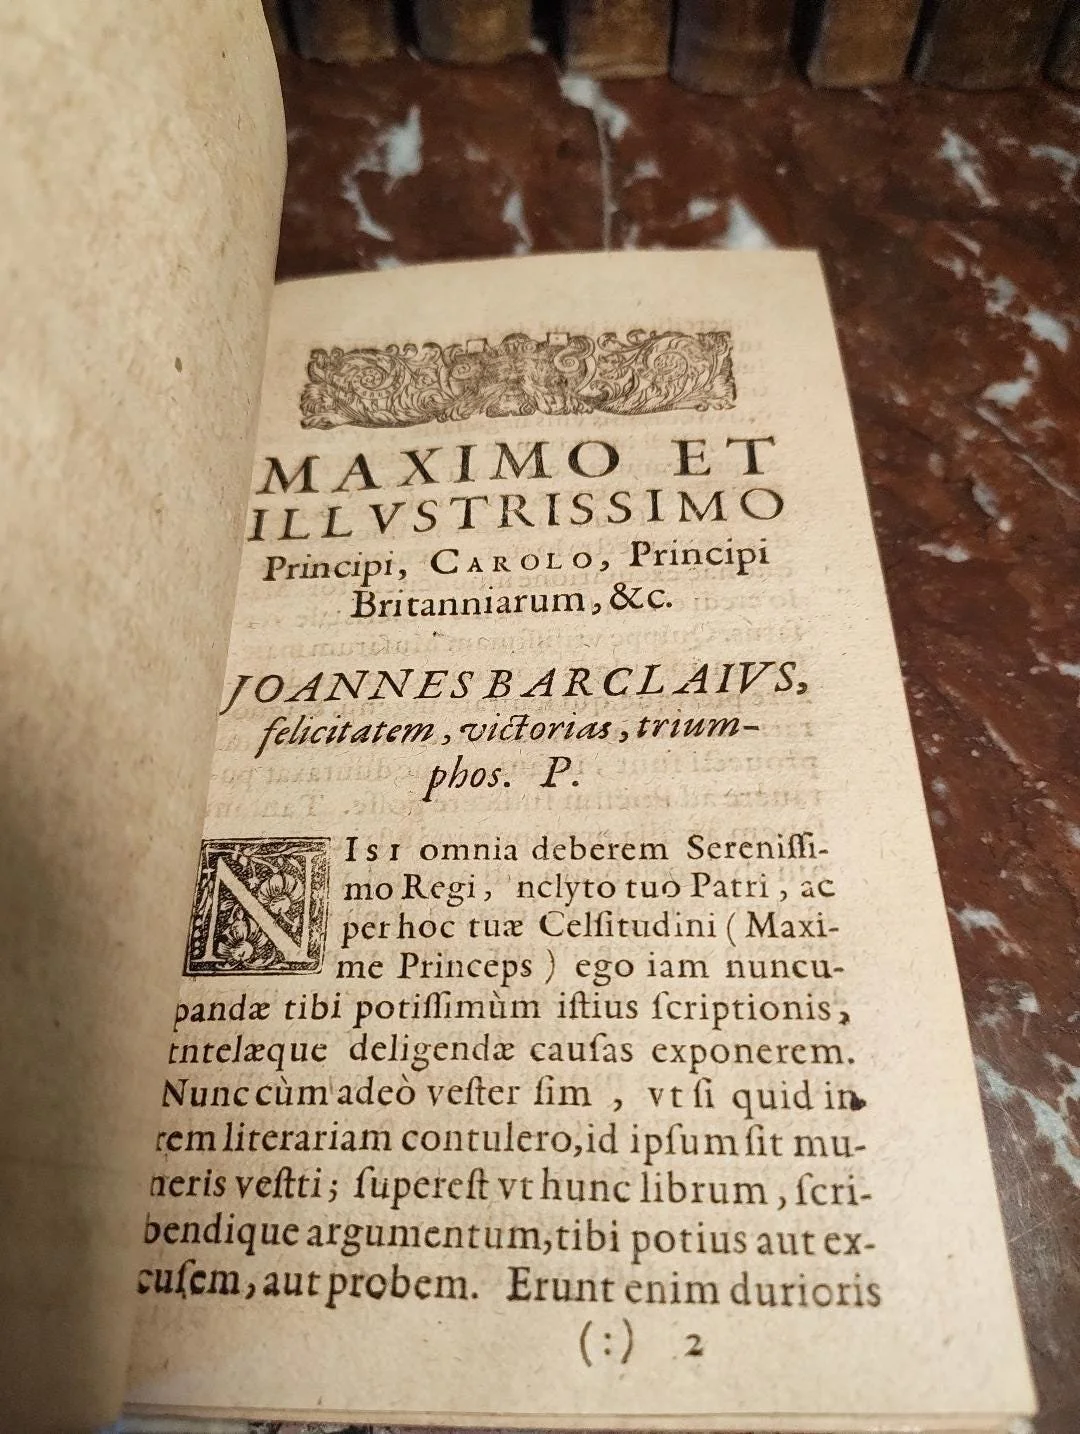 MAXIMO ET
ILLVSTRISSIMO
Principi, CAROLO, Principi
Britanniarum, &c.
JOANNES BARCLAIVS,
felicitatem, victorias, trium-
phos. P.
NISI omnia deberem Sereniſſi-
mo Regi, nclyto tuo Patri, ac
per hoc tuæ Celſitudini (Maxi-
me Princeps) ego iam nuncu-
pandæ tibi potiſſimùm iſtius ſcriptionis,
tntelæque deligendæ cauſas exponerem.
Nunc cùm adeò veſter ſim, vt ſi quid in
rem literariam contulero, id ipſum ſit mu-
neris veſtti; ſupereſt vt hunc librum, ſcri-
bendique argumentum, tibi potius aut ex-
cuſem, aut probem. Erunt enim durioris
(:) 2